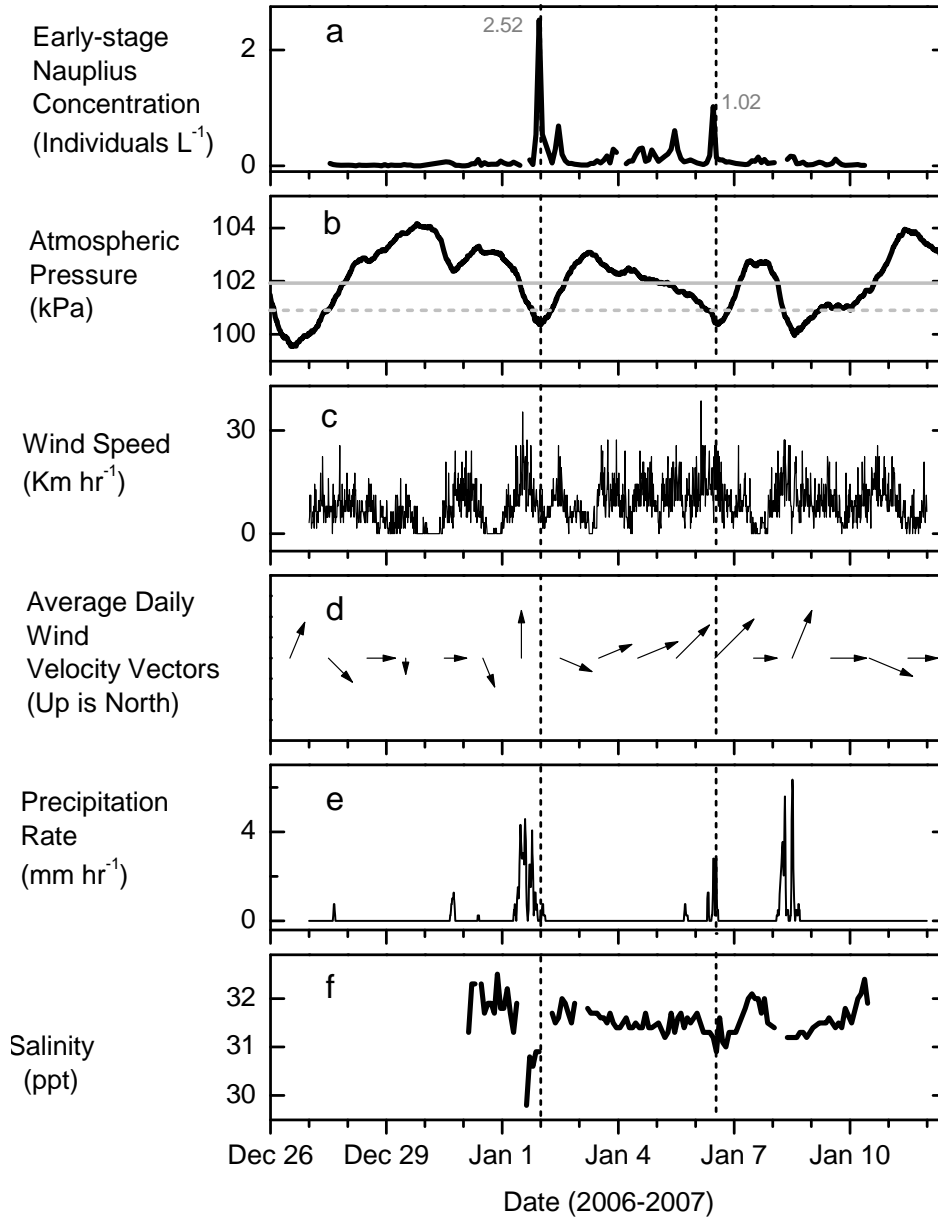 a
Early-stage
Nauplius
Concentration
(Individuals L⁻¹)
2.52
1.02
2
0
b
Atmospheric
Pressure
(kPa)
104
102
100
c
Wind Speed
(Km hr⁻¹)
30
0
d
Average Daily
Wind
Velocity Vectors
(Up is North)
e
Precipitation
Rate
(mm hr⁻¹)
4
0
f
Salinity
(ppt)
32
31
30
Dec 26 Dec 29 Jan 1 Jan 4 Jan 7 Jan 10
Date (2006-2007)